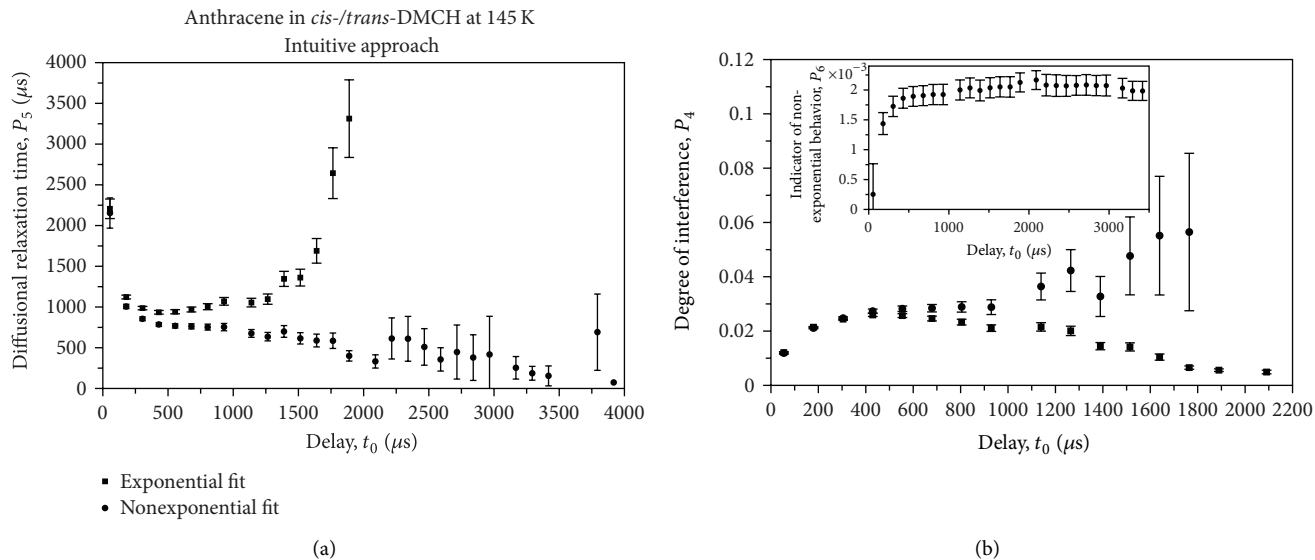 Anthracene in cis-/trans-DMCH at 145 K
Intuitive approach
4000
3500
3000
2500
2000
1500
1000
500
0
Diffusional relaxation time, P₅ (μs)
0 500 1000 1500 2000 2500 3000 3500 4000
Delay, t₀ (μs)
Exponential fit
Nonexponential fit
(a)
0.12
0.1
0.08
0.06
0.04
0.02
0
Degree of interference, P₄
0 200 400 600 800 1000 1200 1400 1600 1800 2000 2200
Delay, t₀ (μs)
×10⁻³
2
1.5
1
0.5
0
Indicator of non-
exponential behavior, P₆
0 1000 2000 3000
Delay, t₀ (μs)
(b)